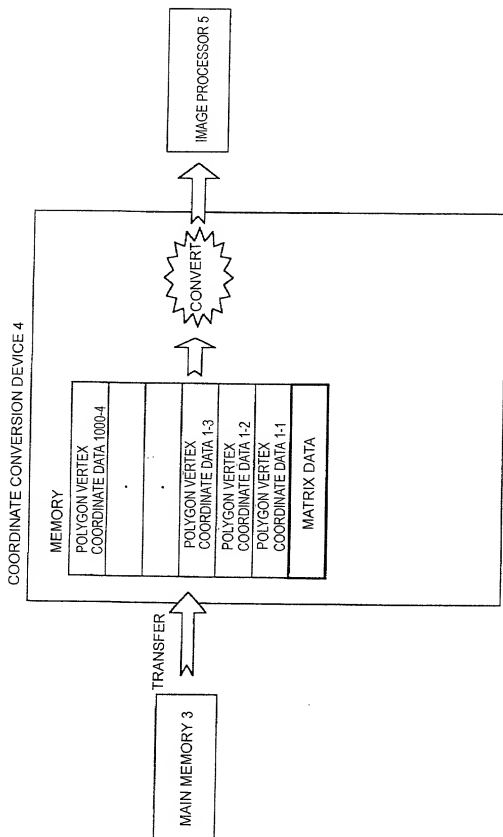 COORDINATE CONVERSION DEVICE 4
MEMORY
POLYGON VERTEX
COORDINATE DATA 1000-4
.
.
POLYGON VERTEX
COORDINATE DATA 1-3
POLYGON VERTEX
COORDINATE DATA 1-2
POLYGON VERTEX
COORDINATE DATA 1-1
MATRIX DATA
TRANSFER
MAIN MEMORY 3
CONVERT
IMAGE PROCESSOR 5